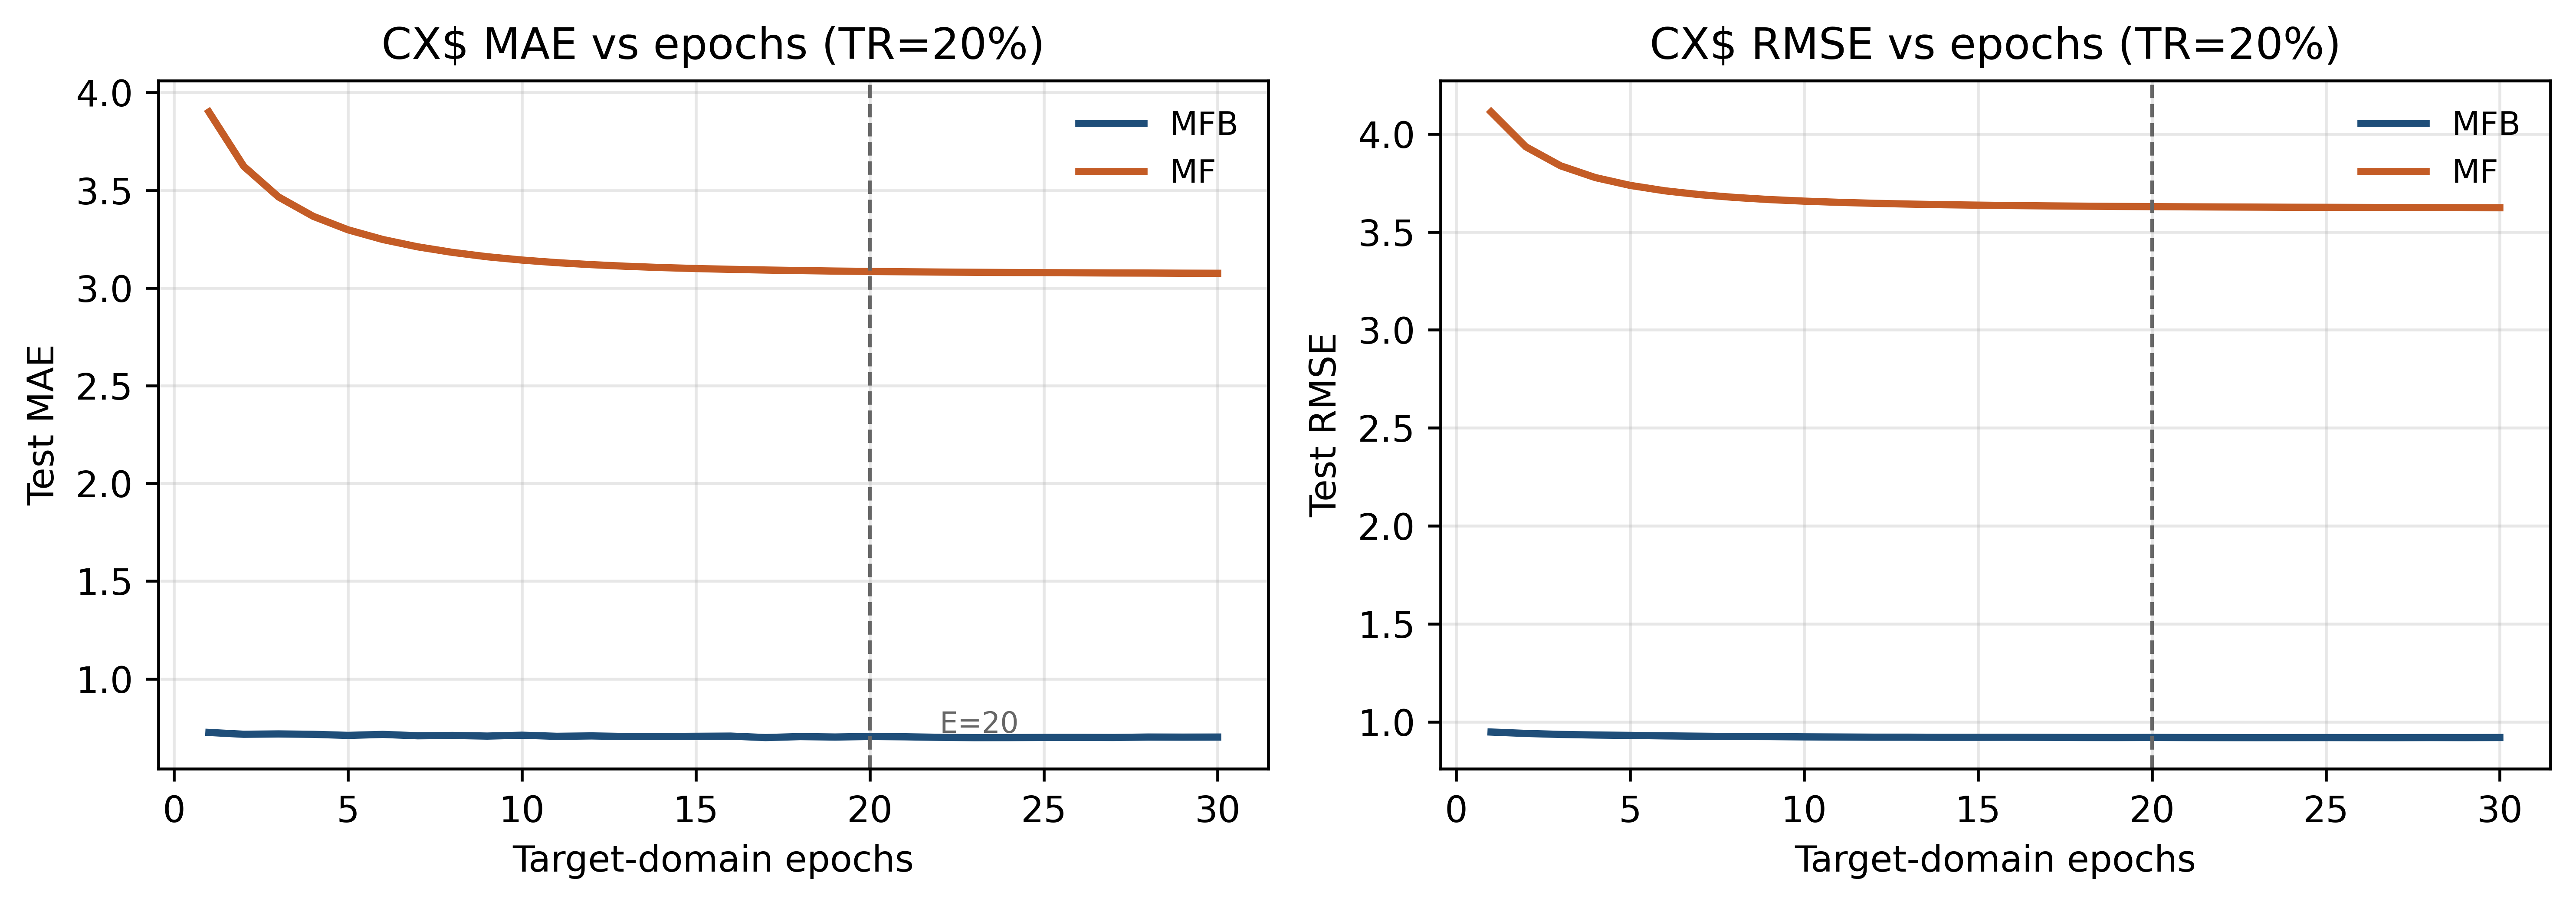 CX$ MAE vs epochs (TR=20%)
4.0
3.5
3.0
2.5
2.0
1.5
1.0
Test MAE
MFB
MF
E=20
0 5 10 15 20 25 30
Target-domain epochs
CX$ RMSE vs epochs (TR=20%)
4.0
3.5
3.0
2.5
2.0
1.5
1.0
Test RMSE
MFB
MF
0 5 10 15 20 25 30
Target-domain epochs